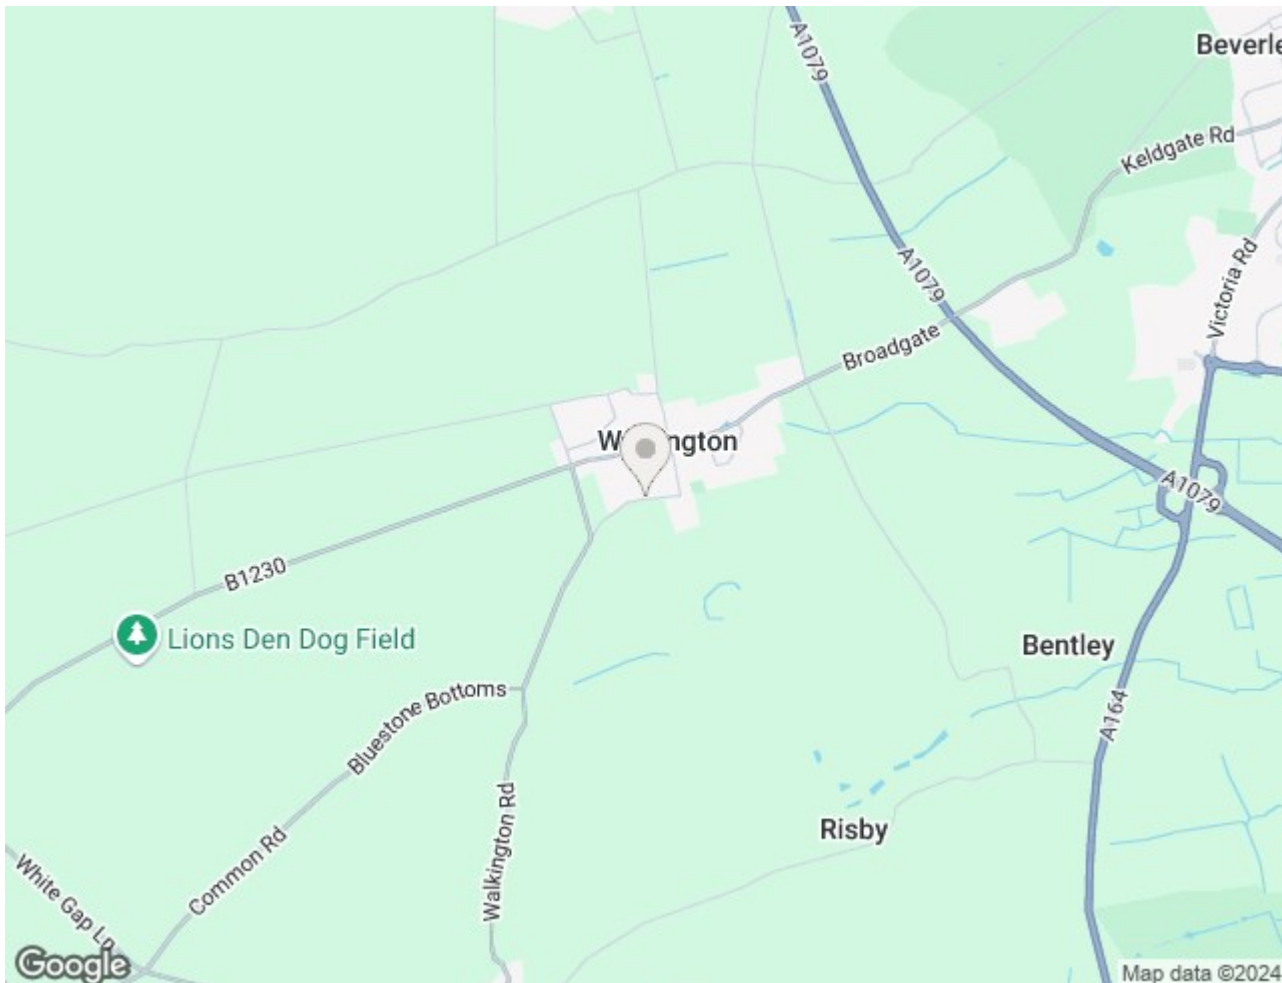 A1079
Beverle
Keldgate Rd
A1079
Victoria Rd
Broadgate
A1079
B1230
Lions Den Dog Field
Bentley
Bluestone Bottoms
A164
Walkington Rd
Risby
Common Rd
White Gap Ln
Google
Map data ©2024